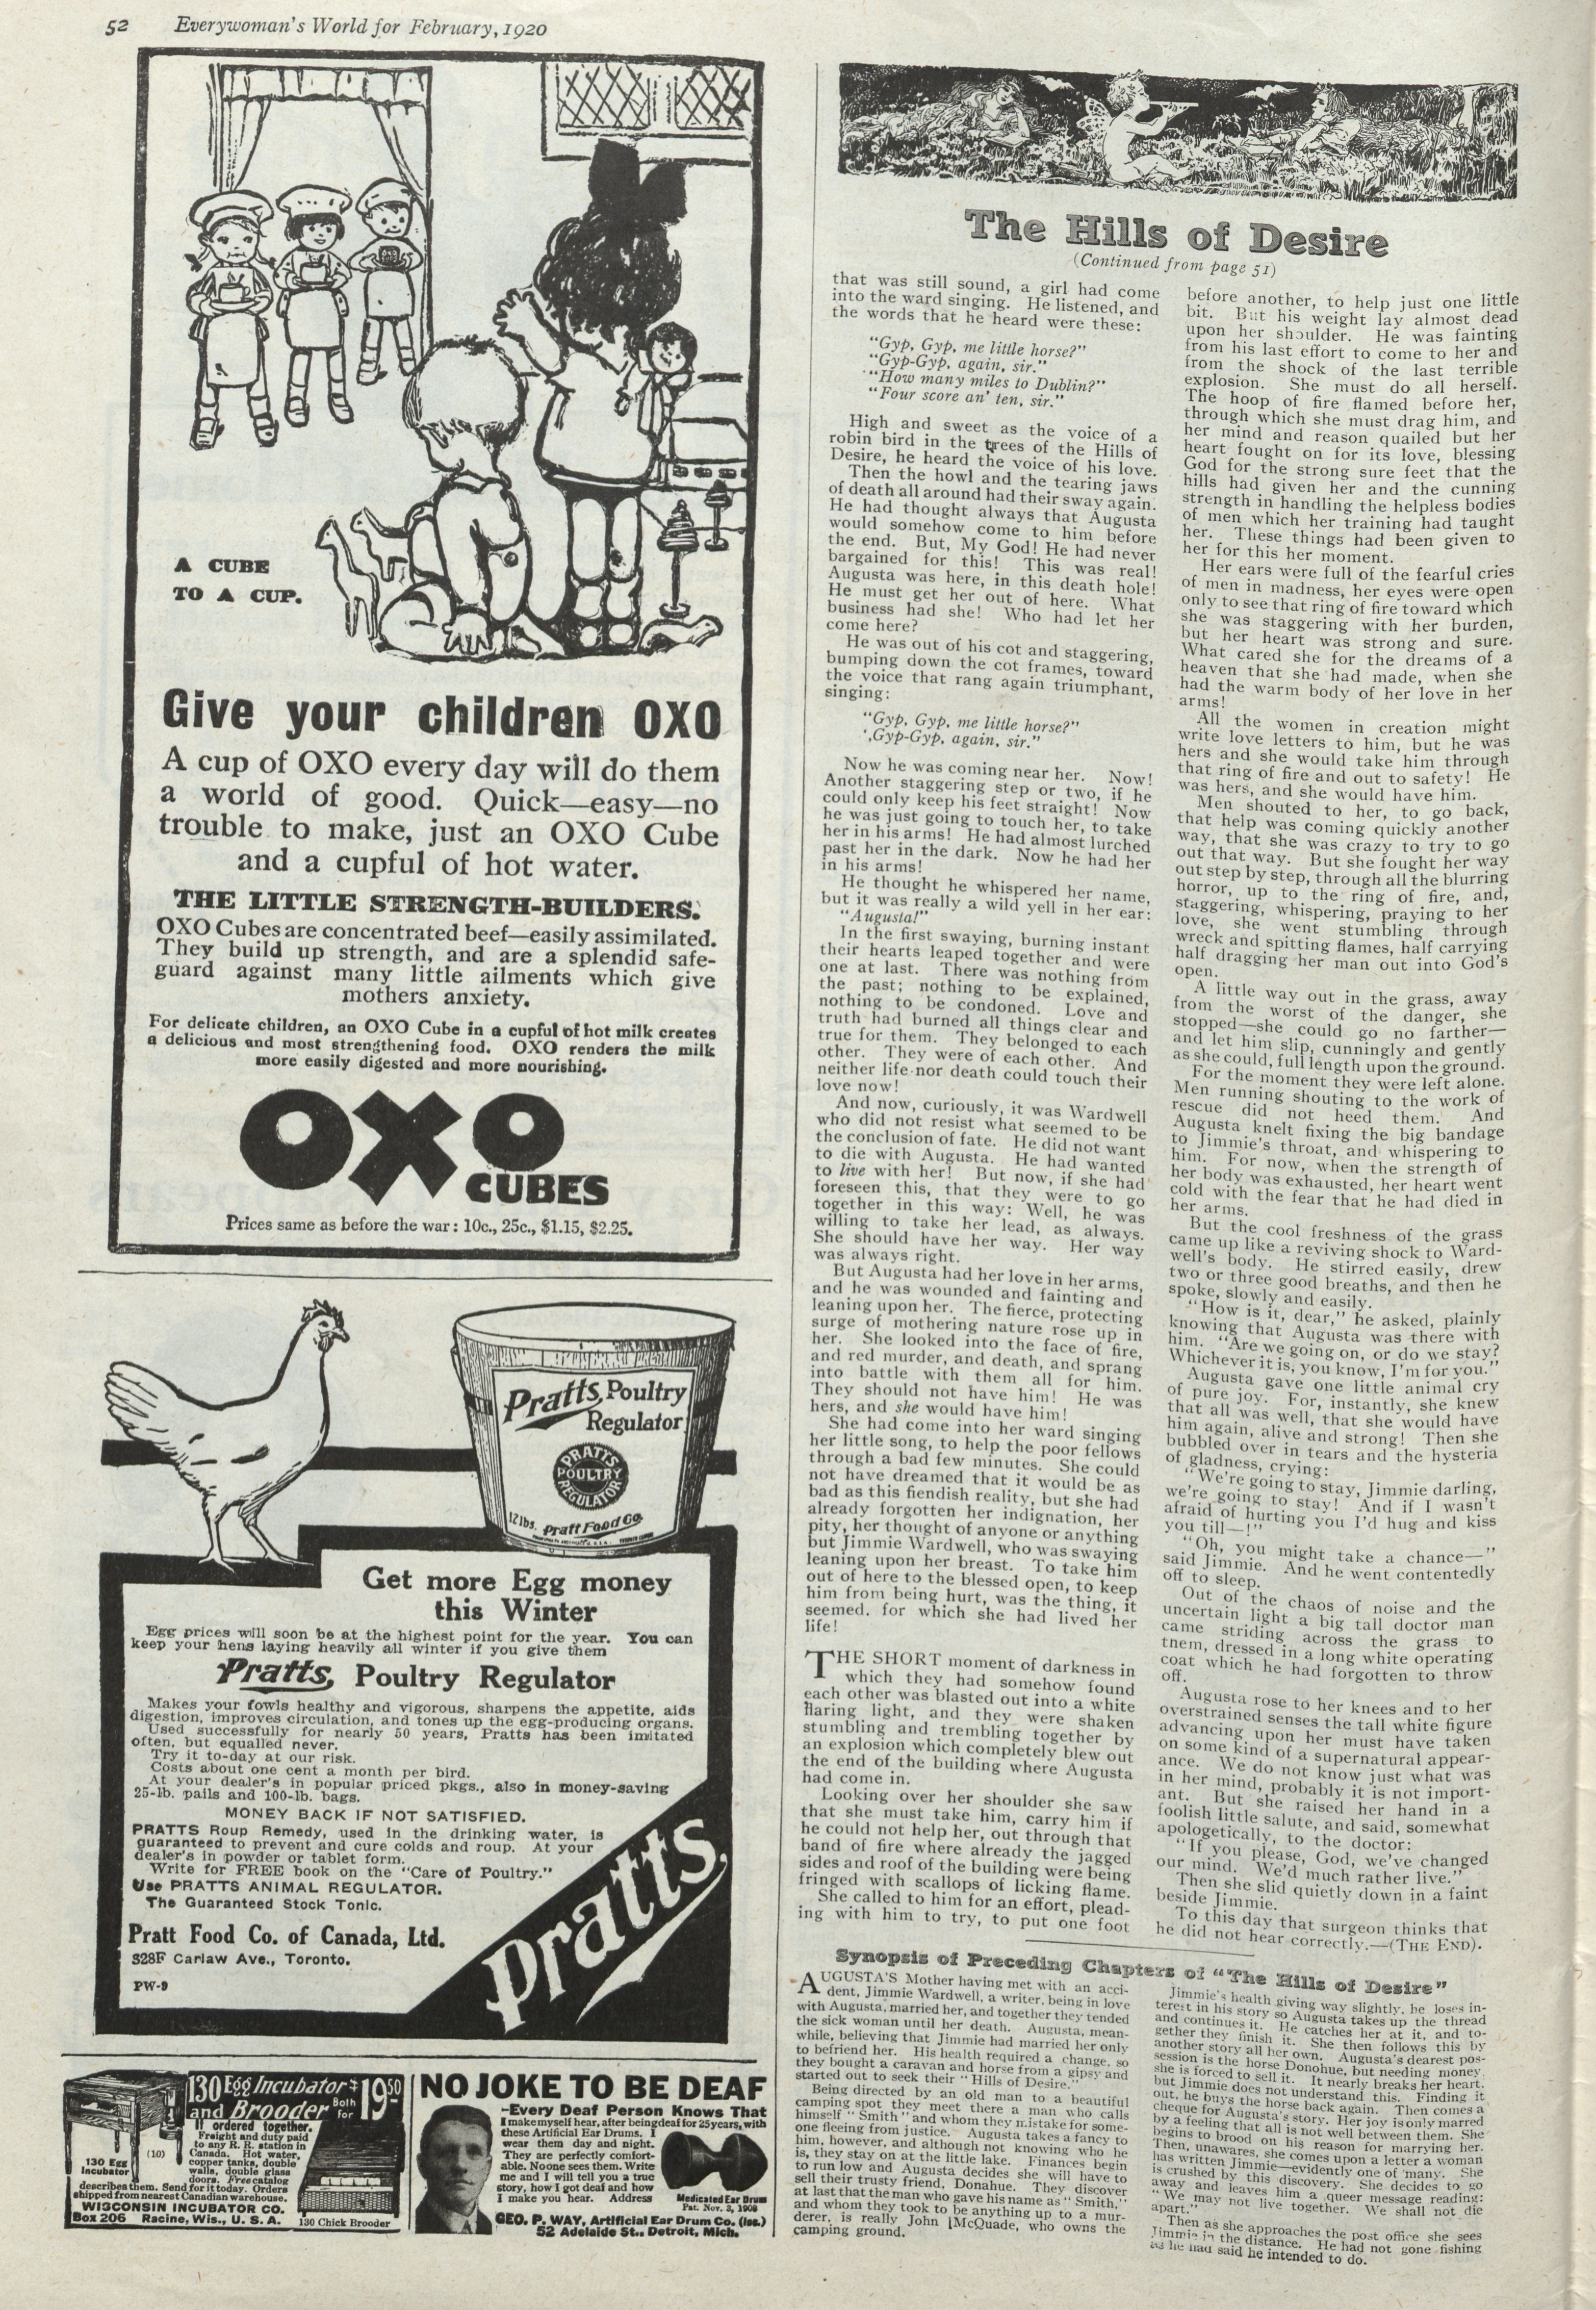 52 Everywoman's World for February, 1920
A CUBE
TO A CUP.
Give your children OXO
A cup of OXO every day will do them
a world of good. Quick—easy—no
trouble to make, just an OXO Cube
and a cupful of hot water.
THE LITTLE STRENGTH-BUILDERS.
OXO Cubes are concentrated beef—easily assimilated.
They build up strength, and are a splendid safe-
guard against many little ailments which give
mothers anxiety.
For delicate children, an OXO Cube in a cupful of hot milk creates
a delicious and most strengthening food. OXO renders the milk
more easily digested and more nourishing.
OXO
CUBES
Prices same as before the war: 10c., 25c., $1.15, $2.25.
Pratts Poultry
Regulator
PRATTS
POULTRY
REGULATOR
12 lbs. Pratt Food Co.
Get more Egg money
this Winter
Egg prices will soon be at the highest point for the year. You can
keep your hens laying heavily all winter if you give them
Pratts, Poultry Regulator
Makes your fowls healthy and vigorous, sharpens the appetite, aids
digestion, improves circulation, and tones up the egg-producing organs.
Used successfully for nearly 50 years, Pratts has been imitated
often, but equalled never.
Try it to-day at our risk.
Costs about one cent a month per bird.
At your dealer's in popular priced pkgs., also in money-saving
25-lb. pails and 100-lb. bags.
MONEY BACK IF NOT SATISFIED.
PRATTS Roup Remedy, used in the drinking water, is
guaranteed to prevent and cure colds and roup. At your
dealer's in powder or tablet form.
Write for FREE book on the "Care of Poultry."
Use PRATTS ANIMAL REGULATOR.
The Guaranteed Stock Tonic.
Pratt Food Co. of Canada, Ltd.
328F Carlaw Ave., Toronto.
PW-9
Pratts,
130 Egg Incubator $19.50
and Brooder Both for
If ordered together.
Freight and duty paid
to any R. R. station in
Canada. Hot water,
copper tanks, double
walls, double glass
doors. Free catalog
describes them. Send for it today. Orders
shipped from nearest Canadian warehouse.
WISCONSIN INCUBATOR CO.
Box 206 Racine, Wis., U. S. A.
130 Egg
Incubator
(10)
130 Chick Brooder
NO JOKE TO BE DEAF
—Every Deaf Person Knows That
I make myself hear, after being deaf for 25 years, with
these Artificial Ear Drums. I
wear them day and night.
They are perfectly comfort-
able. No one sees them. Write
me and I will tell you a true
story, how I got deaf and how
I make you hear. Address
Medicated Ear Drum
Pat. Nov. 3, 1908
GEO. P. WAY, Artificial Ear Drum Co. (Inc.)
52 Adelaide St., Detroit, Mich.
The Hills of Desire
(Continued from page 51)
that was still sound, a girl had come
into the ward singing. He listened, and
the words that he heard were these:
"Gyp, Gyp, me little horse?"
"Gyp-Gyp, again, sir."
"How many miles to Dublin?"
"Four score an' ten, sir."
High and sweet as the voice of a
robin bird in the trees of the Hills of
Desire, he heard the voice of his love.
Then the howl and the tearing jaws
of death all around had their sway again.
He had thought always that Augusta
would somehow come to him before
the end. But, My God! He had never
bargained for this! This was real!
Augusta was here, in this death hole!
He must get her out of here. What
business had she! Who had let her
come here?
He was out of his cot and staggering,
bumping down the cot frames, toward
the voice that rang again triumphant,
singing:
"Gyp, Gyp, me little horse?"
',Gyp-Gyp, again, sir."
Now he was coming near her. Now!
Another staggering step or two, if he
could only keep his feet straight! Now
he was just going to touch her, to take
her in his arms! He had almost lurched
past her in the dark. Now he had her
in his arms!
He thought he whispered her name,
but it was really a wild yell in her ear:
"Augusta!"
In the first swaying, burning instant
their hearts leaped together and were
one at last. There was nothing from
the past; nothing to be explained,
nothing to be condoned. Love and
truth had burned all things clear and
true for them. They belonged to each
other. They were of each other. And
neither life nor death could touch their
love now!
And now, curiously, it was Wardwell
who did not resist what seemed to be
the conclusion of fate. He did not want
to die with Augusta. He had wanted
to live with her! But now, if she had
foreseen this, that they were to go
together in this way: Well, he was
willing to take her lead, as always.
She should have her way. Her way
was always right.
But Augusta had her love in her arms,
and he was wounded and fainting and
leaning upon her. The fierce, protecting
surge of mothering nature rose up in
her. She looked into the face of fire,
and red murder, and death, and sprang
into battle with them all for him.
They should not have him! He was
hers, and she would have him!
She had come into her ward singing
her little song, to help the poor fellows
through a bad few minutes. She could
not have dreamed that it would be as
bad as this fiendish reality, but she had
already forgotten her indignation, her
pity, her thought of anyone or anything
but Jimmie Wardwell, who was swaying
leaning upon her breast. To take him
out of here to the blessed open, to keep
him from being hurt, was the thing, it
seemed, for which she had lived her
life!
THE SHORT moment of darkness in
which they had somehow found
each other was blasted out into a white
flaring light, and they were shaken
stumbling and trembling together by
an explosion which completely blew out
the end of the building where Augusta
had come in.
Looking over her shoulder she saw
that she must take him, carry him if
he could not help her, out through that
band of fire where already the jagged
sides and roof of the building were being
fringed with scallops of licking flame.
She called to him for an effort, plead-
ing with him to try, to put one foot
before another, to help just one little
bit. But his weight lay almost dead
upon her shoulder. He was fainting
from his last effort to come to her and
from the shock of the last terrible
explosion. She must do all herself.
The hoop of fire flamed before her,
through which she must drag him, and
her mind and reason quailed but her
heart fought on for its love, blessing
God for the strong sure feet that the
hills had given her and the cunning
strength in handling the helpless bodies
of men which her training had taught
her. These things had been given to
her for this her moment.
Her ears were full of the fearful cries
of men in madness, her eyes were open
only to see that ring of fire toward which
she was staggering with her burden,
but her heart was strong and sure.
What cared she for the dreams of a
heaven that she had made, when she
had the warm body of her love in her
arms!
All the women in creation might
write love letters to him, but he was
hers and she would take him through
that ring of fire and out to safety! He
was hers, and she would have him.
Men shouted to her, to go back,
that help was coming quickly another
way, that she was crazy to try to go
out that way. But she fought her way
out step by step, through all the blurring
horror, up to the ring of fire, and,
staggering, whispering, praying to her
love, she went stumbling through
wreck and spitting flames, half carrying
half dragging her man out into God's
open.
A little way out in the grass, away
from the worst of the danger, she
stopped—she could go no farther—
and let him slip, cunningly and gently
as she could, full length upon the ground.
For the moment they were left alone.
Men running shouting to the work of
rescue did not heed them. And
Augusta knelt fixing the big bandage
to Jimmie's throat, and whispering to
him. For now, when the strength of
her body was exhausted, her heart went
cold with the fear that he had died in
her arms.
But the cool freshness of the grass
came up like a reviving shock to Ward-
well's body. He stirred easily, drew
two or three good breaths, and then he
spoke, slowly and easily.
"How is it, dear," he asked, plainly
knowing that Augusta was there with
him. "Are we going on, or do we stay?
Whichever it is, you know, I'm for you."
Augusta gave one little animal cry
of pure joy. For, instantly, she knew
that all was well, that she would have
him again, alive and strong! Then she
bubbled over in tears and the hysteria
of gladness, crying:
"We're going to stay, Jimmie darling,
we're going to stay! And if I wasn't
afraid of hurting you I'd hug and kiss
you till—!"
"Oh, you might take a chance—"
said Jimmie. And he went contentedly
off to sleep.
Out of the chaos of noise and the
uncertain light a big tall doctor man
came striding across the grass to
tnem, dressed in a long white operating
coat which he had forgotten to throw
off.
Augusta rose to her knees and to her
overstrained senses the tall white figure
advancing upon her must have taken
on some kind of a supernatural appear-
ance. We do not know just what was
in her mind, probably it is not import-
ant. But she raised her hand in a
foolish little salute, and said, somewhat
apologetically, to the doctor:
"If you please, God, we've changed
our mind. We'd much rather live."
Then she slid quietly down in a faint
beside Jimmie.
To this day that surgeon thinks that
he did not hear correctly.—(THE END).
Synopsis of Preceding Chapters of "The Hills of Desire"
AUGUSTA'S Mother having met with an acci-
dent, Jimmie Wardwell, a writer, being in love
with Augusta, married her, and together they tended
the sick woman until her death. Augusta, mean-
while, believing that Jimmie had married her only
to befriend her. His health required a change, so
they bought a caravan and horse from a gipsy and
started out to seek their "Hills of Desire."
Being directed by an old man to a beautiful
camping spot they meet there a man who calls
himself "Smith" and whom they mistake for some-
one fleeing from justice. Augusta takes a fancy to
him, however, and although not knowing who he
is, they stay on at the little lake. Finances begin
to run low and Augusta decides she will have to
sell their trusty friend, Donahue. They discover
at last that the man who gave his name as "Smith,"
and whom they took to be anything up to a mur-
derer, is really John McQuade, who owns the
camping ground.
Jimmie's health giving way slightly, he loses in-
terest in his story so Augusta takes up the thread
and continues it. He catches her at it, and to-
gether they finish it. She then follows this by
another story all her own. Augusta's dearest pos-
session is the horse Donohue, but needing money
she is forced to sell it. It nearly breaks her heart,
but Jimmie does not understand this. Finding it
out, he buys the horse back again. Then comes a
cheque for Augusta's story. Her joy is only marred
by a feeling that all is not well between them. She
begins to brood on his reason for marrying her.
Then, unawares, she comes upon a letter a woman
has written Jimmie—evidently one of many. She
is crushed by this discovery. She decides to go
away and leaves him a queer message reading:
"We may not live together. We shall not die
apart."
Then as she approaches the post office she sees
Jimmie in the distance. He had not gone fishing
as he had said he intended to do.